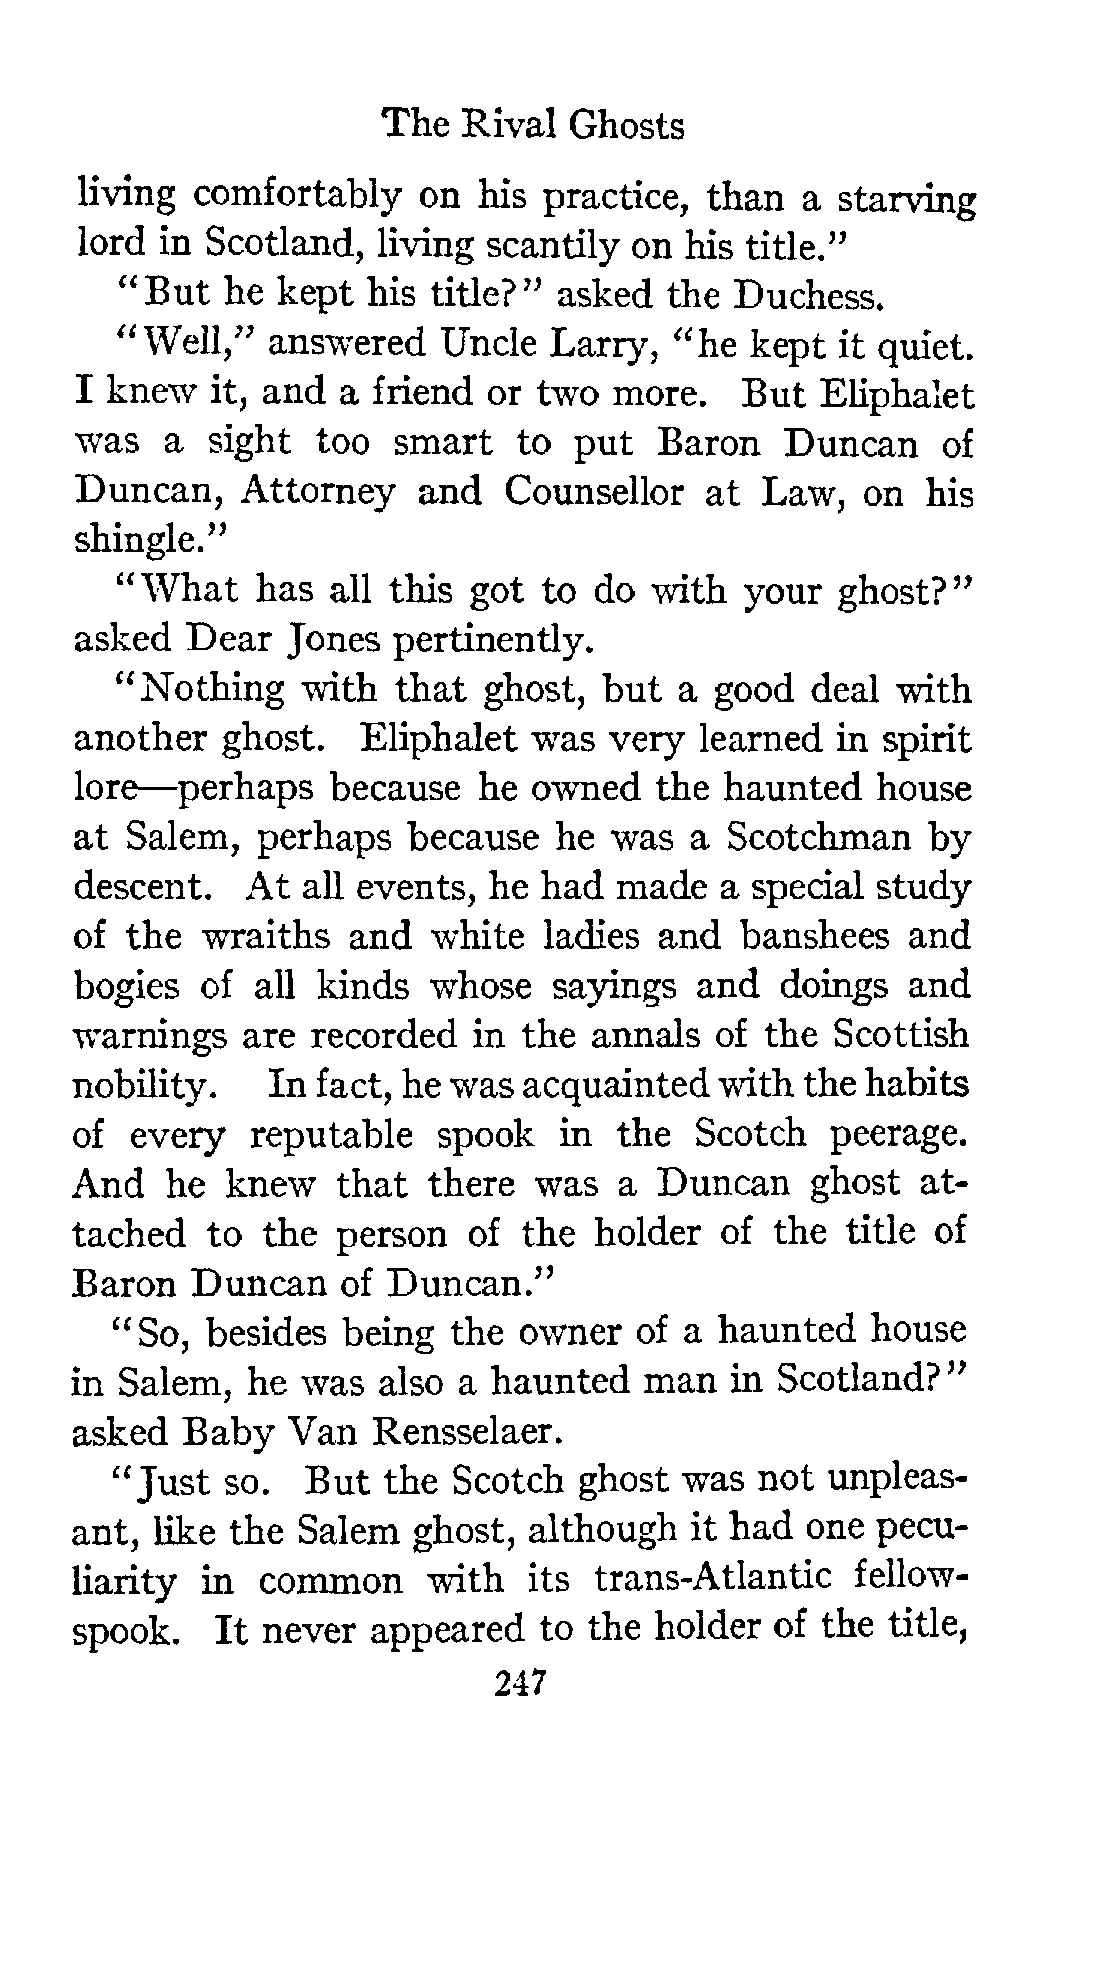 The Rival Ghosts
living comfortably on his practice, than a starving
lord in Scotland, living scantily on his title.”
“But he kept his title?” asked the Duchess.
“Well,” answered Uncle Larry, “he kept it quiet.
I knew it, and a friend or two more. But Eliphalet
was a sight too smart to put Baron Duncan of
Duncan, Attorney and Counsellor at Law, on his
shingle.”
“What has all this got to do with your ghost?”
asked Dear Jones pertinently.
“Nothing with that ghost, but a good deal with
another ghost. Eliphalet was very learned in spirit
lore—perhaps because he owned the haunted house
at Salem, perhaps because he was a Scotchman by
descent. At all events, he had made a special study
of the wraiths and white ladies and banshees and
bogies of all kinds whose sayings and doings and
warnings are recorded in the annals of the Scottish
nobility. In fact, he was acquainted with the habits
of every reputable spook in the Scotch peerage.
And he knew that there was a Duncan ghost at-
tached to the person of the holder of the title of
Baron Duncan of Duncan.”
“So, besides being the owner of a haunted house
in Salem, he was also a haunted man in Scotland?”
asked Baby Van Rensselaer.
“Just so. But the Scotch ghost was not unpleas-
ant, like the Salem ghost, although it had one pecu-
liarity in common with its trans-Atlantic fellow-
spook. It never appeared to the holder of the title,
247